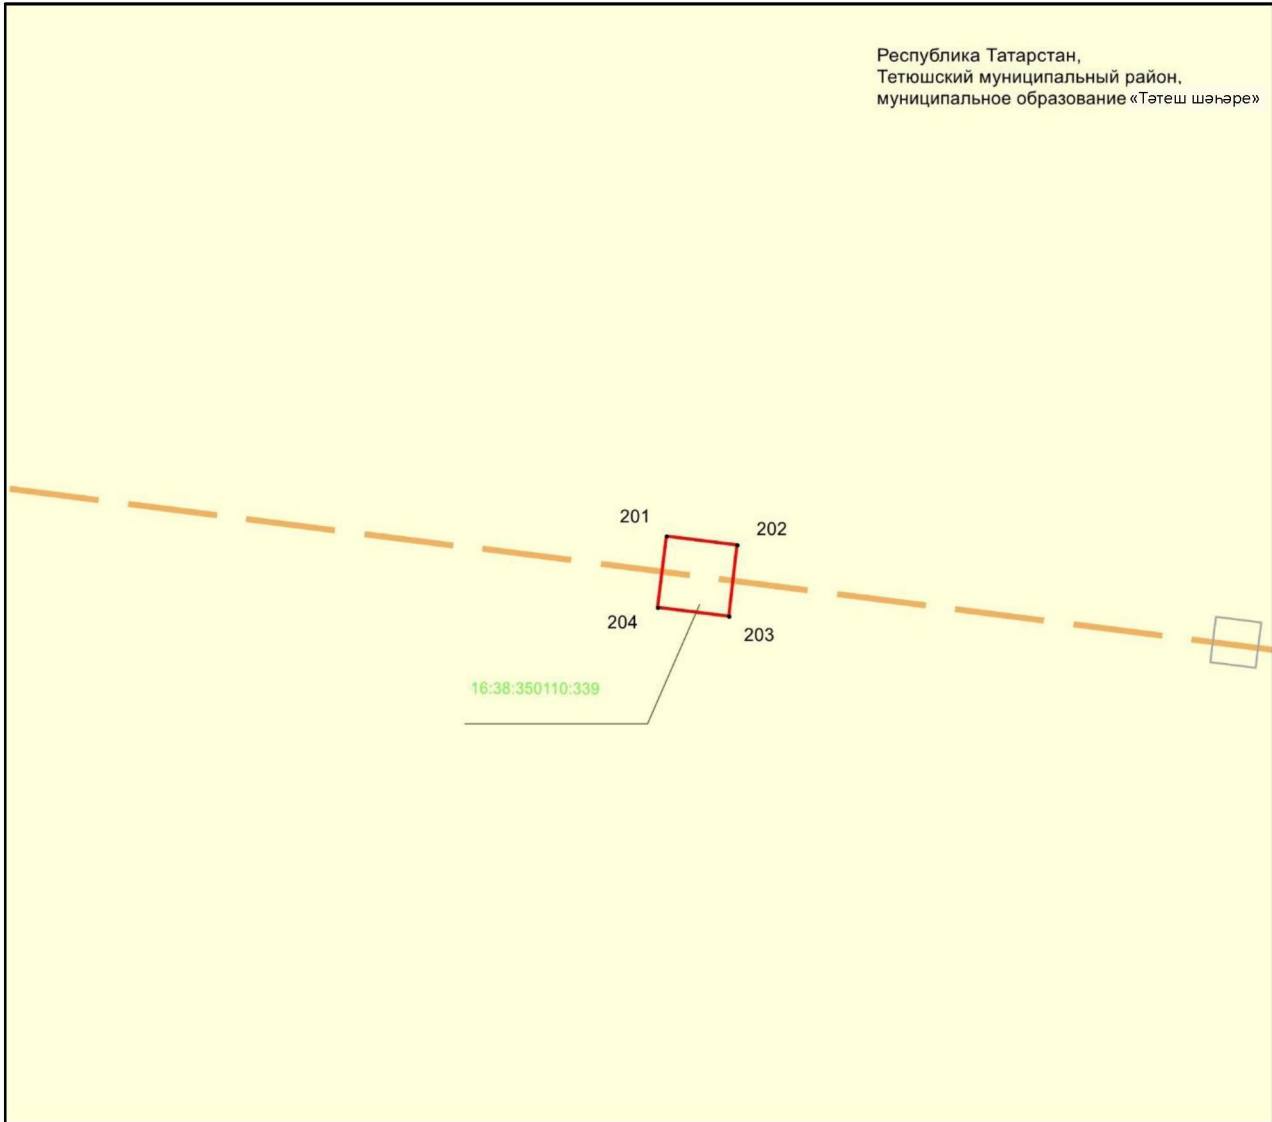 Республика Татарстан,
Тетюшский муниципальный район,
муниципальное образование «Тәтеш шәһәре»
201
202
204
203
16:38:350110:339